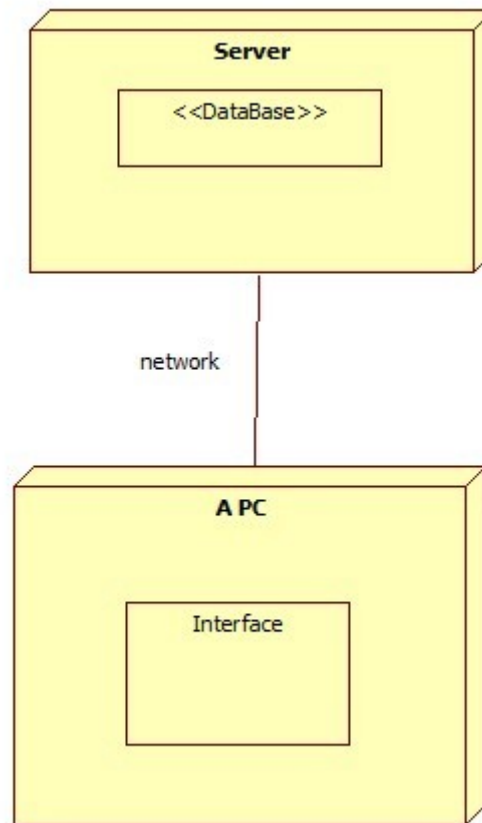 Server
<<DataBase>>
network
A PC
Interface